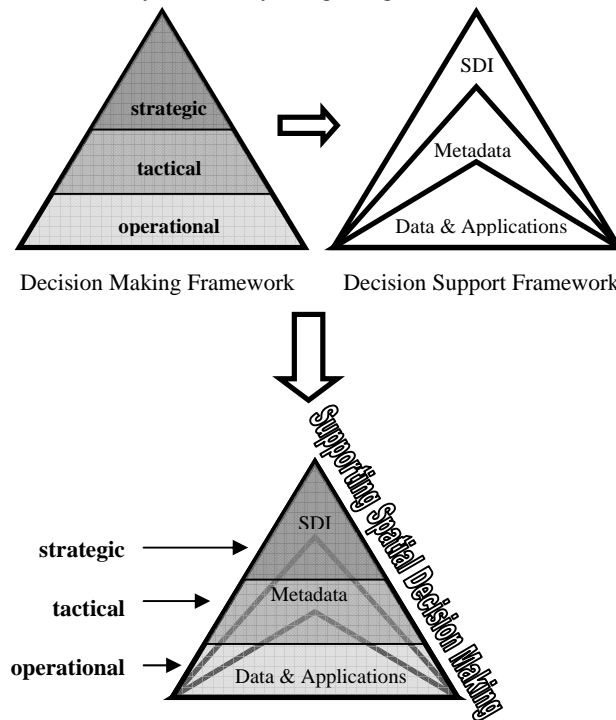 strategic
tactical
operational
SDI
Metadata
Data & Applications
Decision Making Framework
Decision Support Framework
Supporting Spatial Decision Making
strategic
tactical
operational
SDI
Metadata
Data & Applications